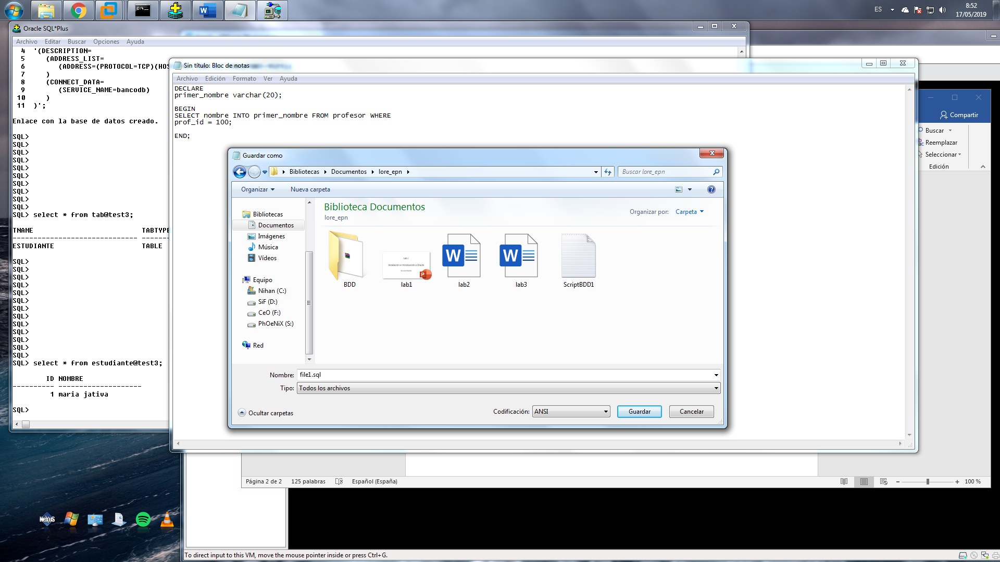 ES
8:52
17/05/2019
Oracle SQL*Plus
Archivo Editar Buscar Opciones Ayuda
4 '(DESCRIPTION=
5 (ADDRESS_LIST=
6 (ADDRESS=(PROTOCOL=TCP)(HOS
7 )
8 (CONNECT_DATA=
9 (SERVICE_NAME=bancodb)
10 )
11 )';
Enlace con la base de datos creado.
SQL>
SQL>
SQL>
SQL>
SQL>
SQL>
SQL>
SQL>
SQL>
SQL>
SQL> select * from tab@test3;
TNAME TABTYPE
------------------------------ -------
ESTUDIANTE TABLE
SQL>
SQL>
SQL>
SQL>
SQL>
SQL>
SQL>
SQL>
SQL>
SQL>
SQL>
SQL>
SQL>
SQL> select * from estudiante@test3;
ID NOMBRE
---------- --------------------
1 maria jativa
SQL>
Sin título: Bloc de notas
Archivo Edición Formato Ver Ayuda
DECLARE
primer_nombre varchar(20);
BEGIN
SELECT nombre INTO primer_nombre FROM profesor WHERE
prof_id = 100;
END;
Guardar como
Bibliotecas Documentos lore_epn
Buscar lore_epn
Organizar Nueva carpeta
Bibliotecas
Documentos
Imágenes
Música
Vídeos
Equipo
Nihan (C:)
SiF (D:)
CeO (F:)
PhOeNiX (S:)
Red
Biblioteca Documentos
lore_epn
Organizar por: Carpeta
BDD
lab1
lab2
lab3
ScriptBDD1
Nombre: file1.sql
Tipo: Todos los archivos
Ocultar carpetas
Codificación: ANSI
Guardar
Cancelar
Compartir
Buscar
Reemplazar
Seleccionar
Edición
Página 2 de 2 125 palabras Español (España)
100 %
NeXuS
To direct input to this VM, move the mouse pointer inside or press Ctrl+G.